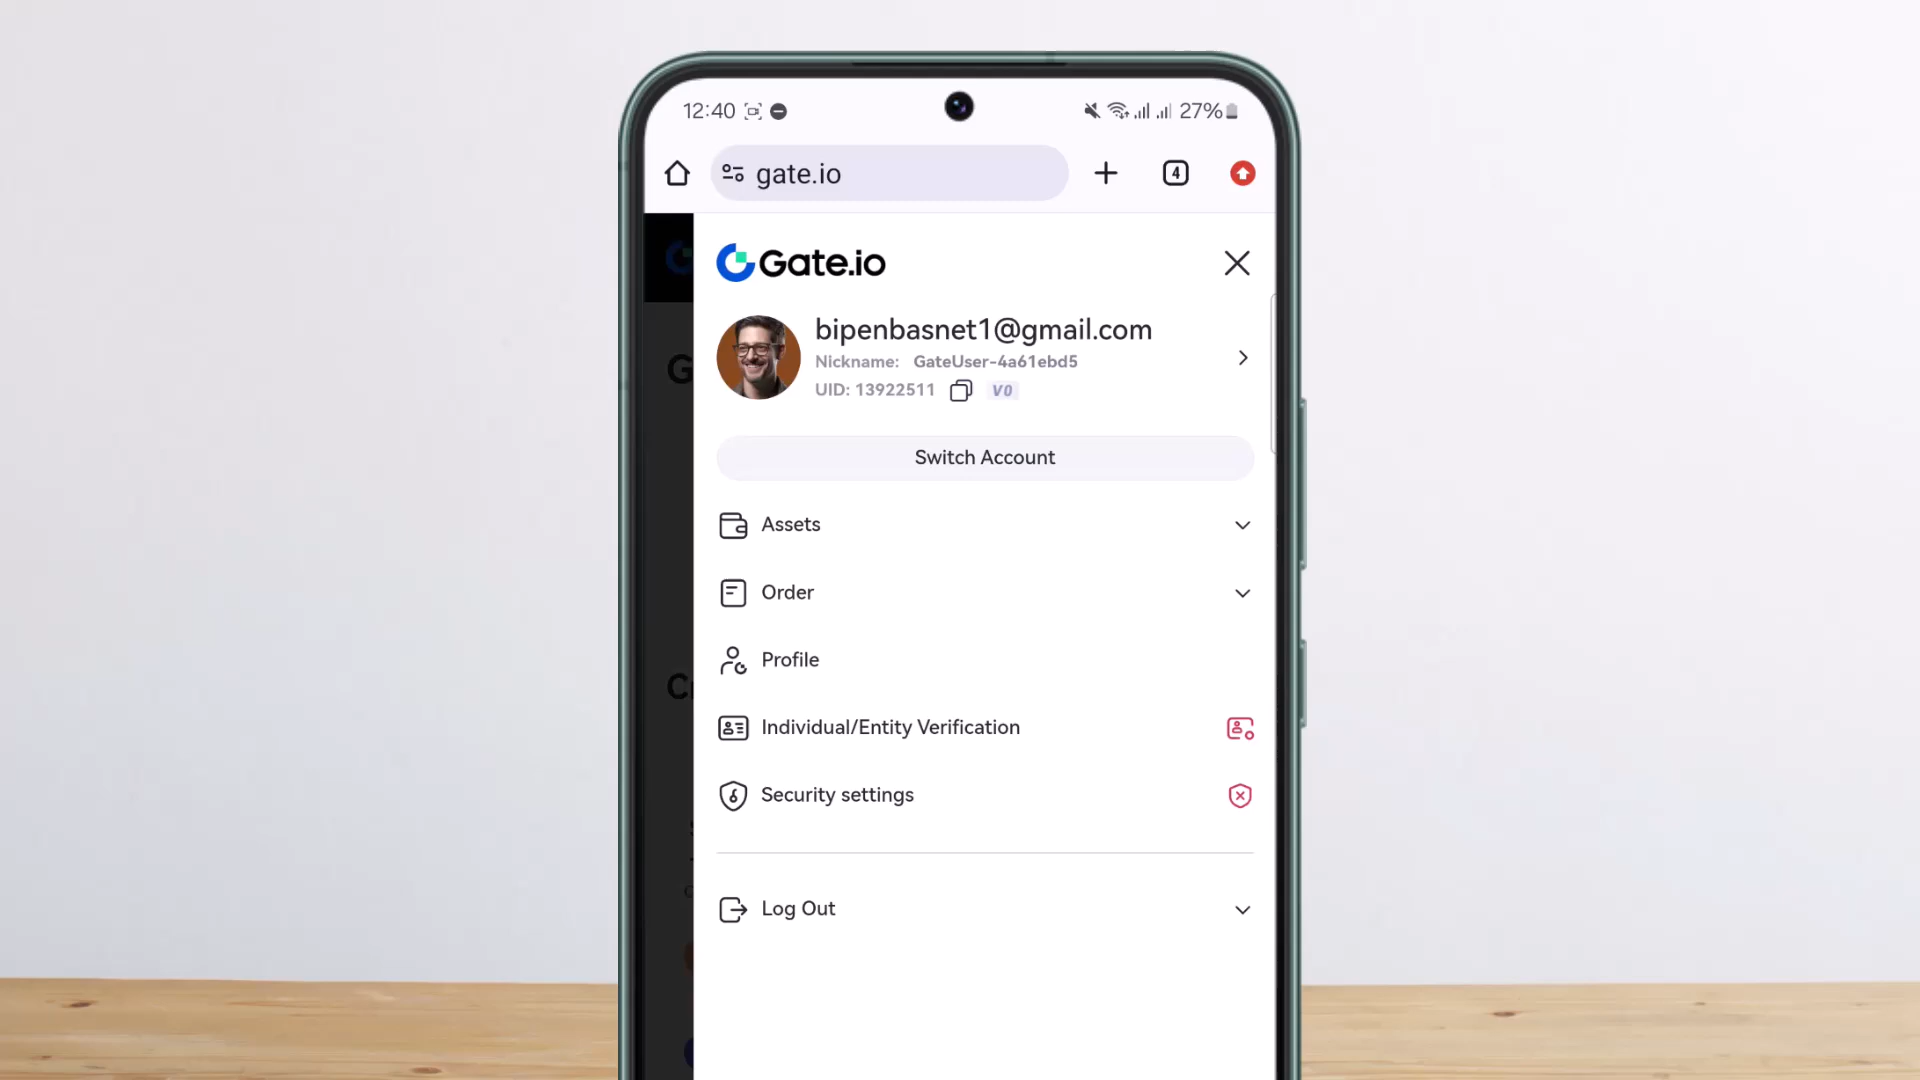 12:40 27%
gate.io 4
Gate.io
bipenbasnet1@gmail.com
Nickname: GateUser-4a61ebd5
UID: 13922511 V0
Switch Account
Assets
Order
Profile
Individual/Entity Verification
Security settings
Log Out
G